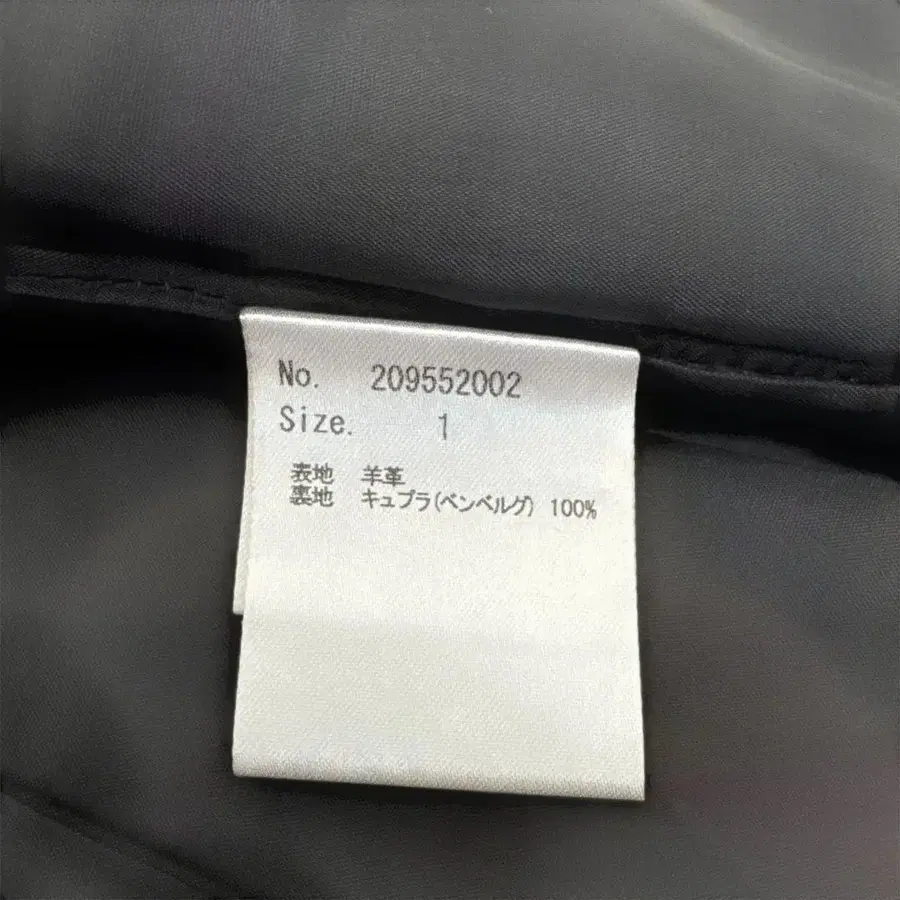 No. 209552002
Size. 1
表地 羊革
裏地 キュプラ(ベンベルグ) 100%